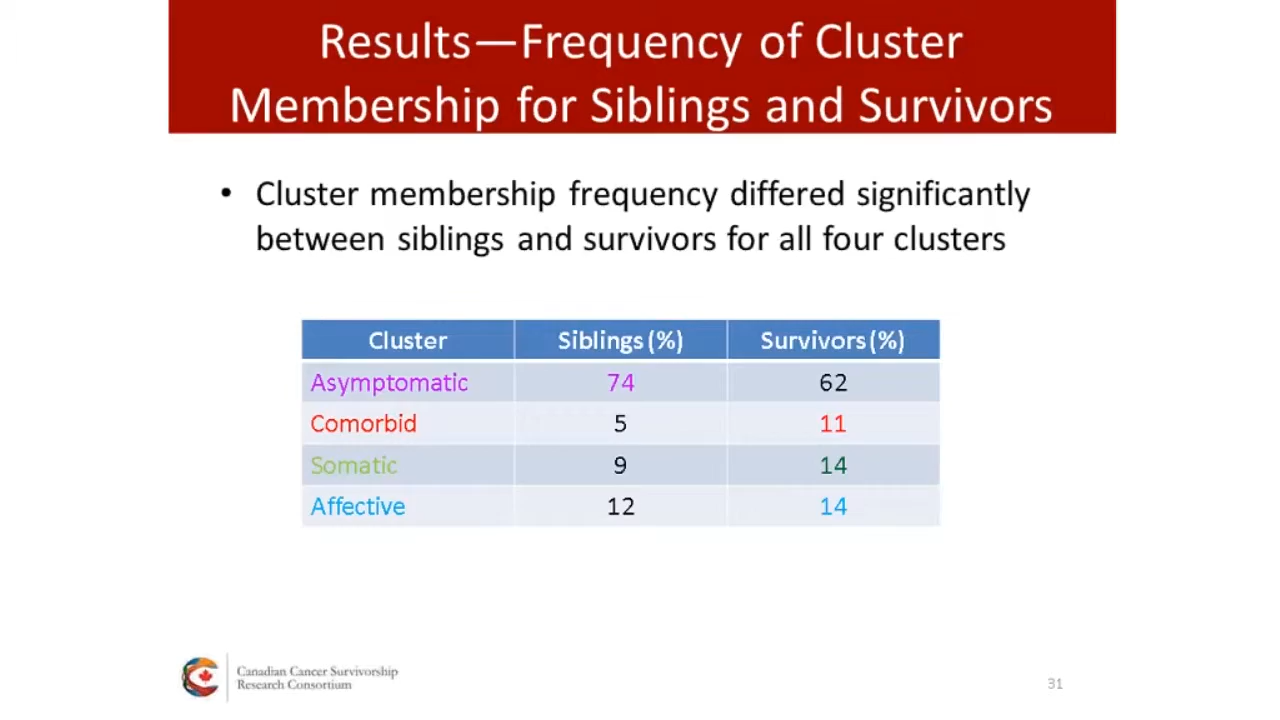 Results—Frequency of Cluster
Membership for Siblings and Survivors
• Cluster membership frequency differed significantly
between siblings and survivors for all four clusters
Cluster Siblings (%) Survivors (%)
Asymptomatic 74 62
Comorbid 5 11
Somatic 9 14
Affective 12 14
Canadian Cancer Survivorship
Research Consortium
31